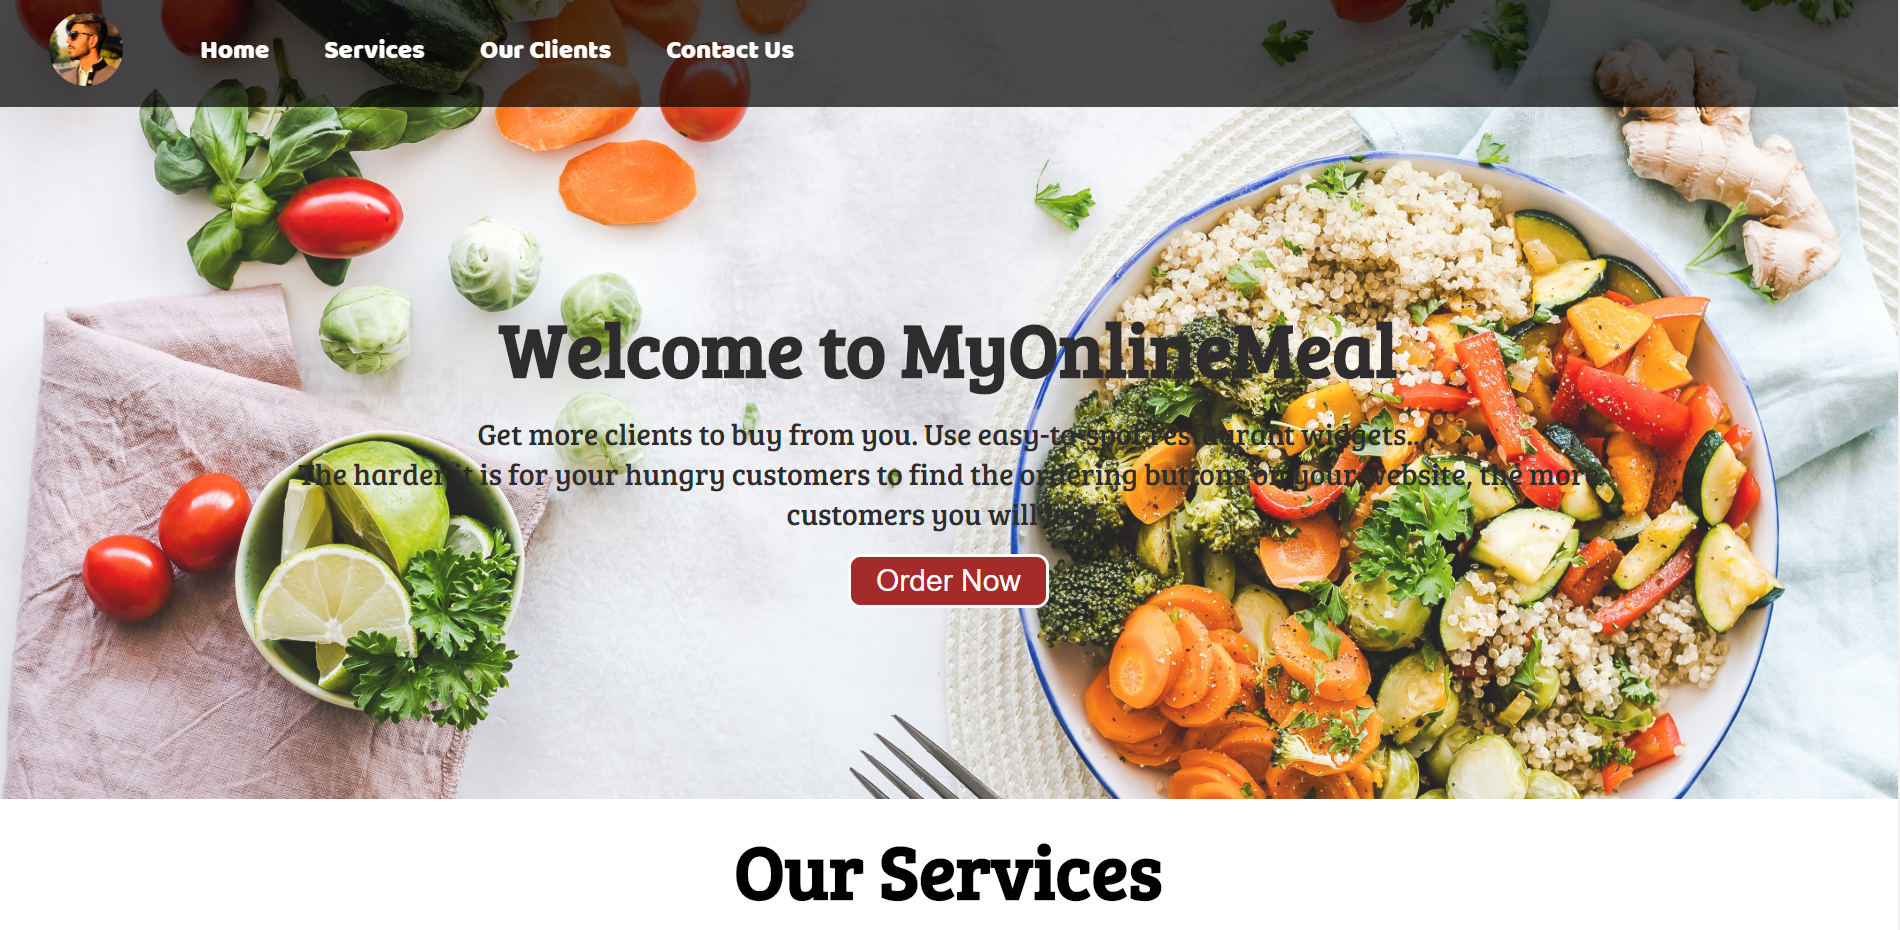 Home Services Our Clients Contact Us
Welcome to MyOnlineMeal
Get more clients to buy from you. Use easy-to-spot restaurant widgets..
The harder it is for your hungry customers to find the ordering buttons on your website, the more
customers you will
Order Now
Our Services